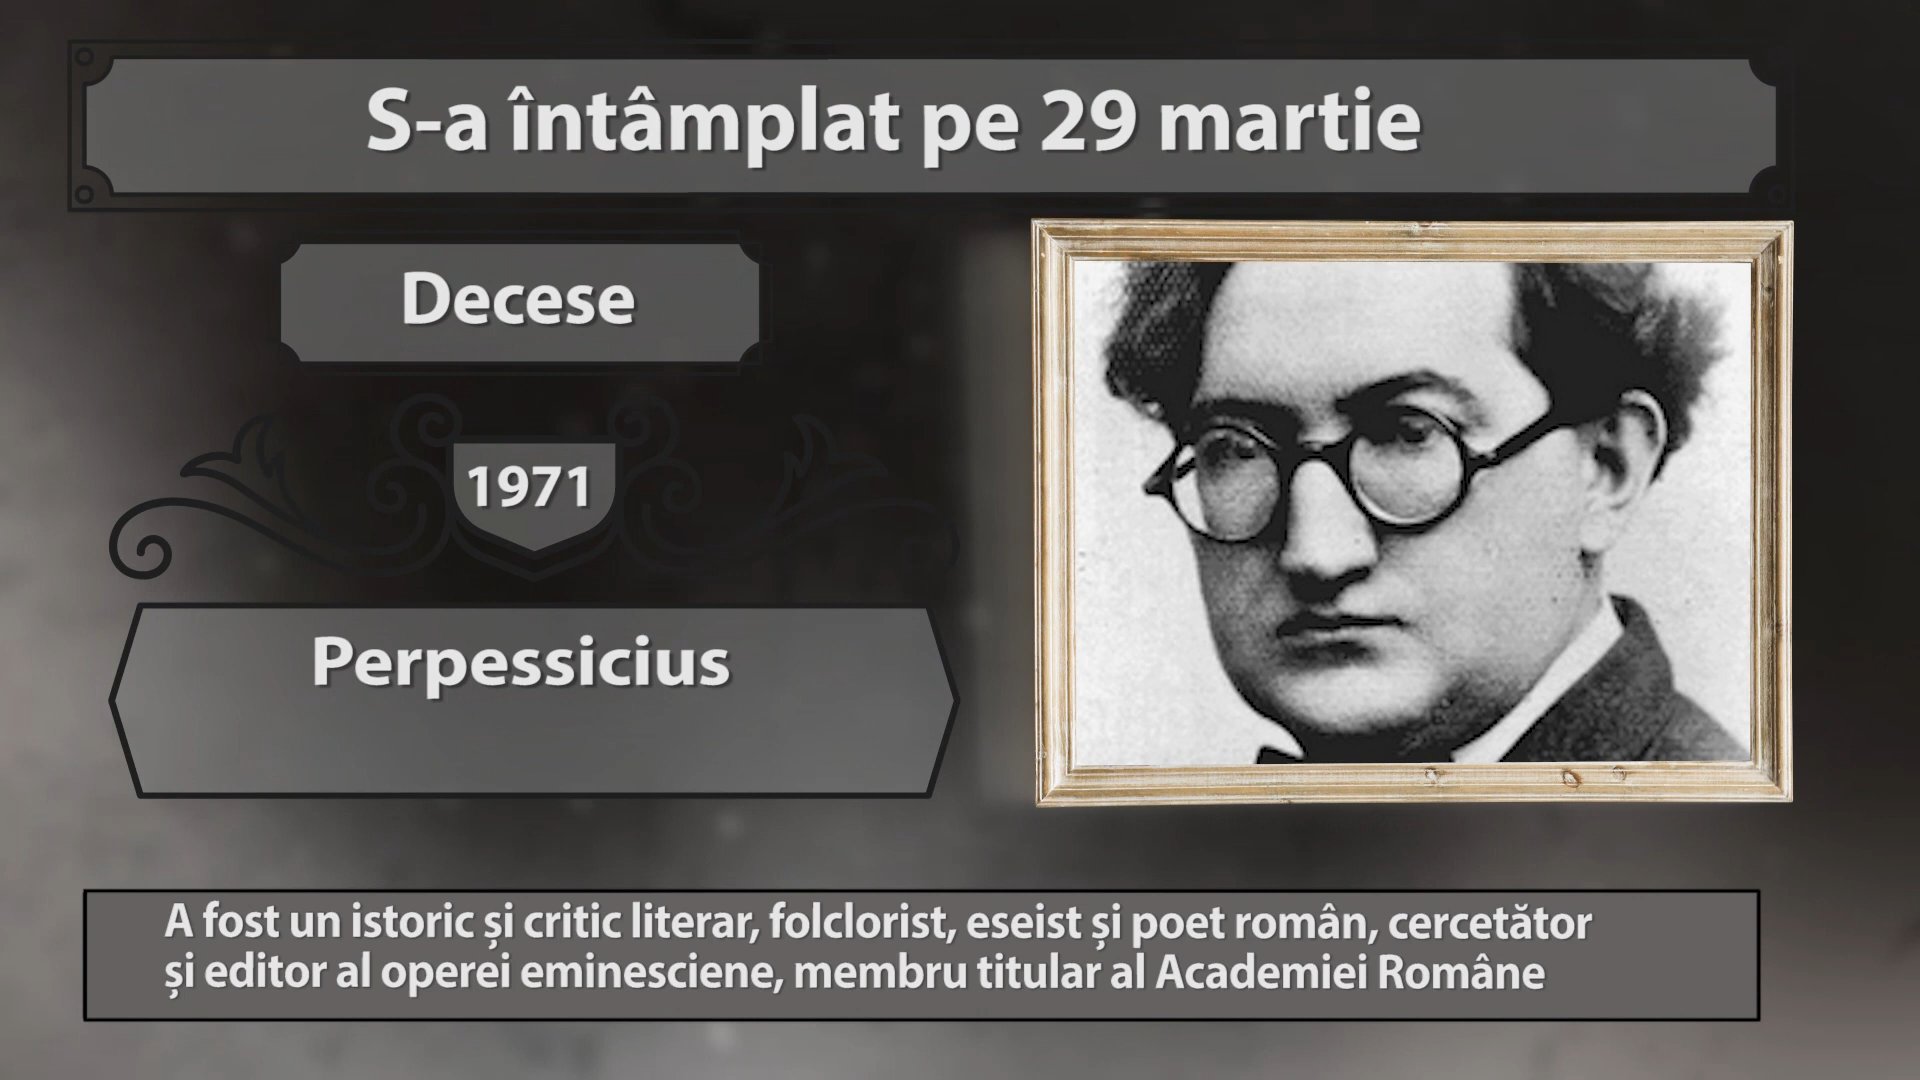 S-a întâmplat pe 29 martie
Decese
1971
Perpessicius
A fost un istoric și critic literar, folclorist, eseist și poet român, cercetător
și editor al operei eminesciene, membru titular al Academiei Române